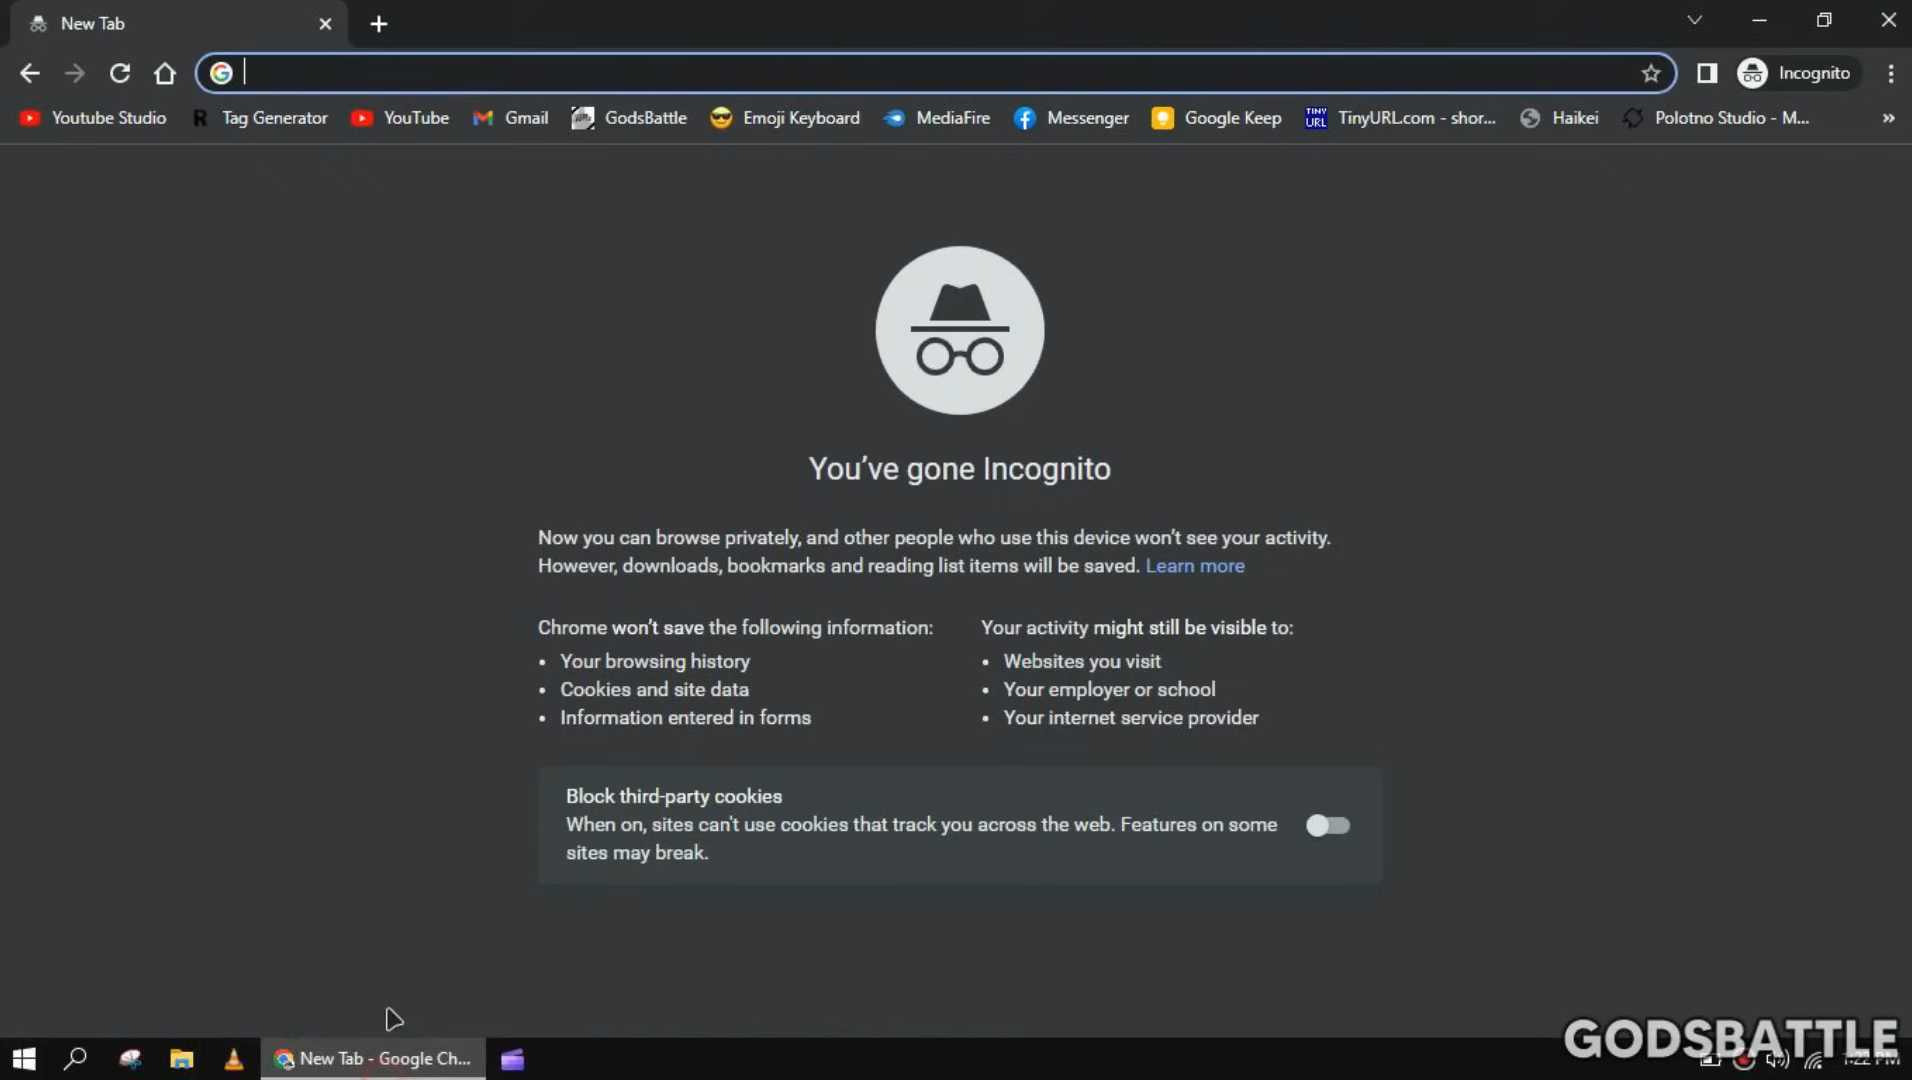 New Tab
Incognito
Youtube Studio
Tag Generator
YouTube
Gmail
GodsBattle
Emoji Keyboard
MediaFire
Messenger
Google Keep
TINY
URL
TinyURL.com - shor...
Haikei
Polotno Studio - M...
»
You've gone Incognito
Now you can browse privately, and other people who use this device won't see your activity.
However, downloads, bookmarks and reading list items will be saved. Learn more
Chrome won't save the following information:
• Your browsing history
• Cookies and site data
• Information entered in forms
Your activity might still be visible to:
• Websites you visit
• Your employer or school
• Your internet service provider
Block third-party cookies
When on, sites can't use cookies that track you across the web. Features on some
sites may break.
GODSBATTLE
New Tab - Google Ch...
1:22 PM